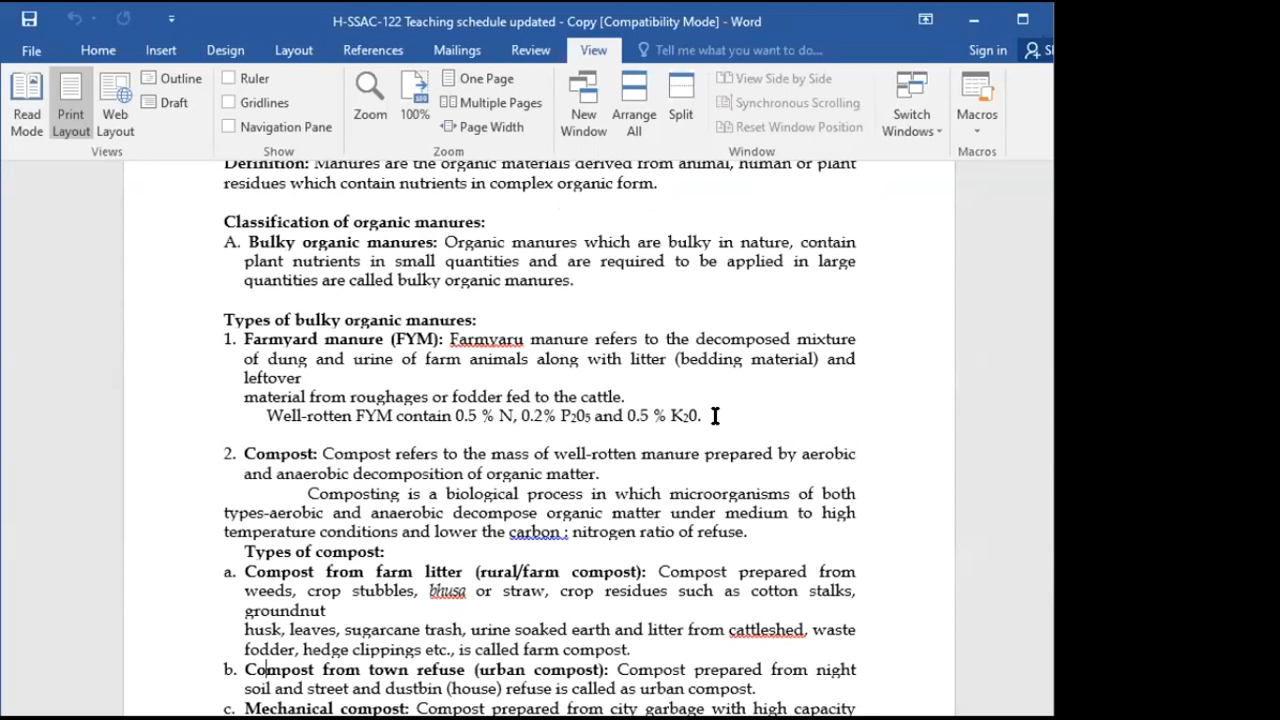 H-SSAC-122 Teaching schedule updated - Copy [Compatibility Mode] - Word
File Home Insert Design Layout References Mailings Review View Tell me what you want to do... Sign in
Read Mode
Print Layout
Web Layout
Outline
Draft
Views
Ruler
Gridlines
Navigation Pane
Show
Zoom
100%
One Page
Multiple Pages
Page Width
Zoom
New Window
Arrange All
Split
View Side by Side
Synchronous Scrolling
Reset Window Position
Window
Switch Windows
Macros
Macros
Definition: Manures are the organic materials derived from animal, human or plant
residues which contain nutrients in complex organic form.
Classification of organic manures:
A. Bulky organic manures: Organic manures which are bulky in nature, contain
plant nutrients in small quantities and are required to be applied in large
quantities are called bulky organic manures.
Types of bulky organic manures:
1. Farmyard manure (FYM): Farmyaru manure refers to the decomposed mixture
of dung and urine of farm animals along with litter (bedding material) and
leftover
material from roughages or fodder fed to the cattle.
Well-rotten FYM contain 0.5 % N, 0.2% P205 and 0.5 % K20.
2. Compost: Compost refers to the mass of well-rotten manure prepared by aerobic
and anaerobic decomposition of organic matter.
Composting is a biological process in which microorganisms of both
types-aerobic and anaerobic decompose organic matter under medium to high
temperature conditions and lower the carbon : nitrogen ratio of refuse.
Types of compost:
a. Compost from farm litter (rural/farm compost): Compost prepared from
weeds, crop stubbles, bhusa or straw, crop residues such as cotton stalks,
groundnut
husk, leaves, sugarcane trash, urine soaked earth and litter from cattleshed, waste
fodder, hedge clippings etc., is called farm compost.
b. Compost from town refuse (urban compost): Compost prepared from night
soil and street and dustbin (house) refuse is called as urban compost.
c. Mechanical compost: Compost prepared from city garbage with high capacity